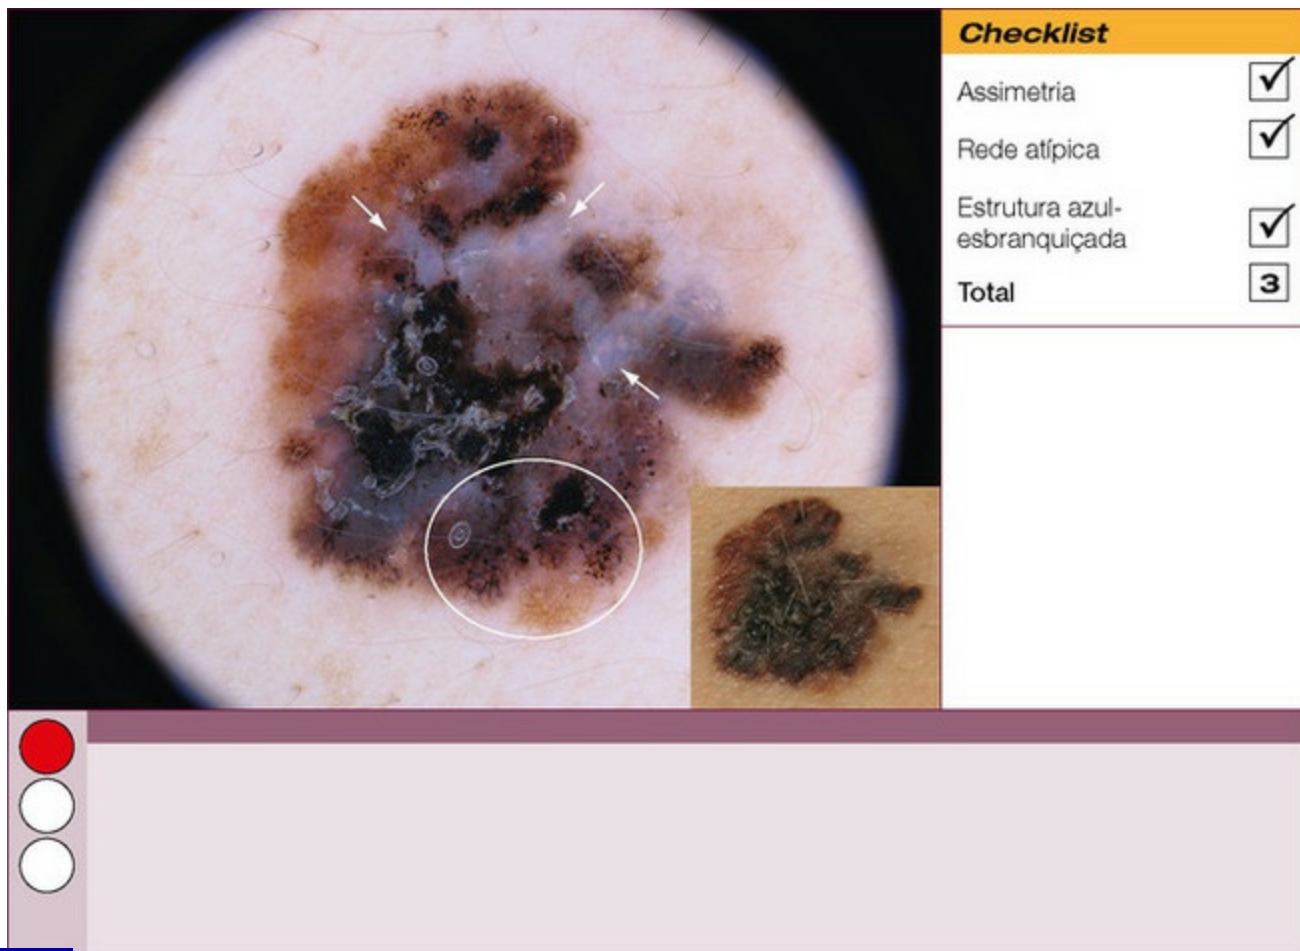 Checklist
Assimetria
Rede atípica
Estrutura azul-
esbranquiçada
Total 3